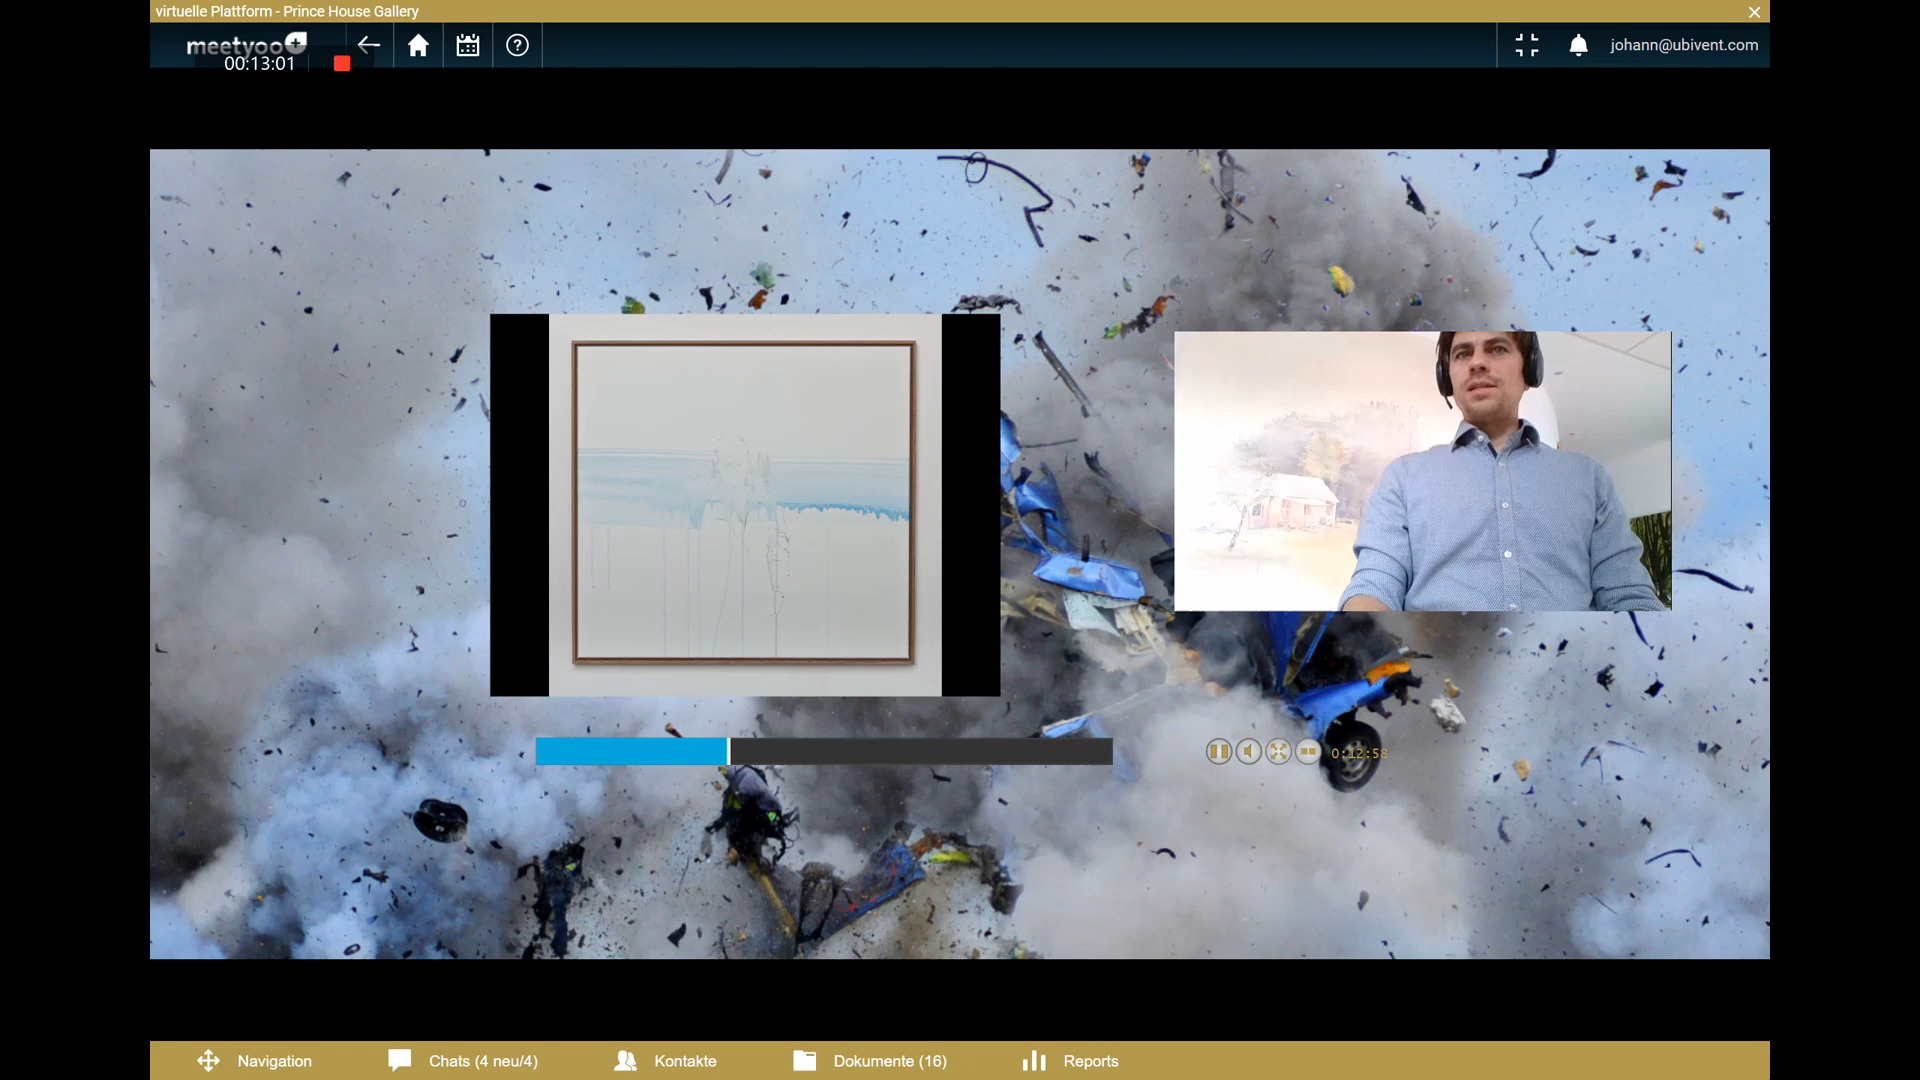 virtuelle Plattform - Prince House Gallery
meetyoo
00:13:01
johann@ubivent.com
0:12:58
Navigation
Chats (4 neu/4)
Kontakte
Dokumente (16)
Reports